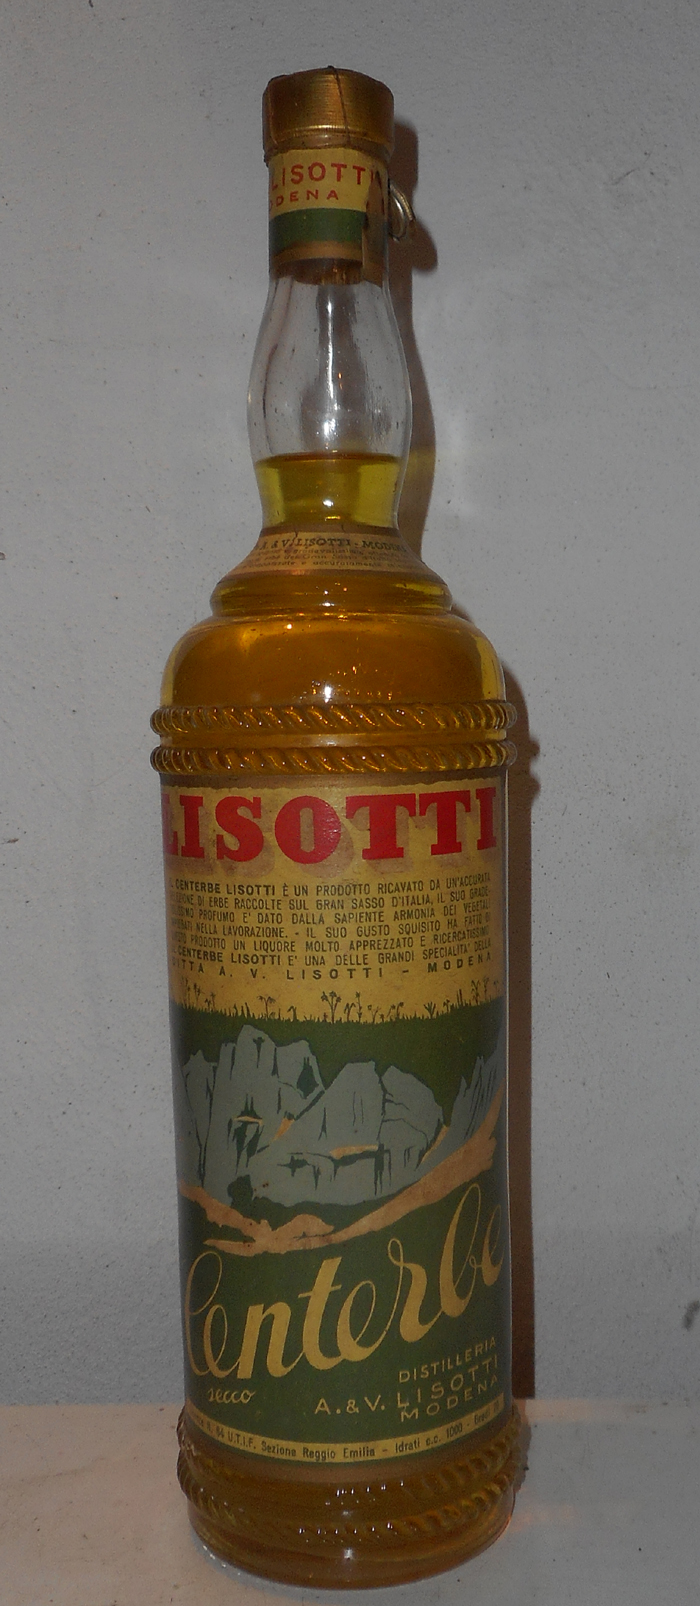 LISOTTI
MODENA
A. & V. LISOTTI - MODENA
LISOTTI
CENTERBE LISOTTI È UN PRODOTTO RICAVATO DA UN'ACCURATA
DI ERBE RACCOLTE SUL GRAN SASSO D'ITALIA, IL SUO GRADE-
PROFUMO E' DATO DALLA SAPIENTE ARMONIA DEI VEGETALI
NELLA LAVORAZIONE. - IL SUO GUSTO SQUISITO HA FATTO DI
PRODOTTO UN LIQUORE MOLTO APPREZZATO E RICERCATISSIMO
CENTERBE LISOTTI E' UNA DELLE GRANDI SPECIALITA' DELLA
DITTA A. V. LISOTTI - MODENA
Centerbe
secco
DISTILLERIA
A. & V. LISOTTI
MODENA
N. 64 U.T.I.F. Sezione Reggio Emilia - Idrati c.c. 1000 -